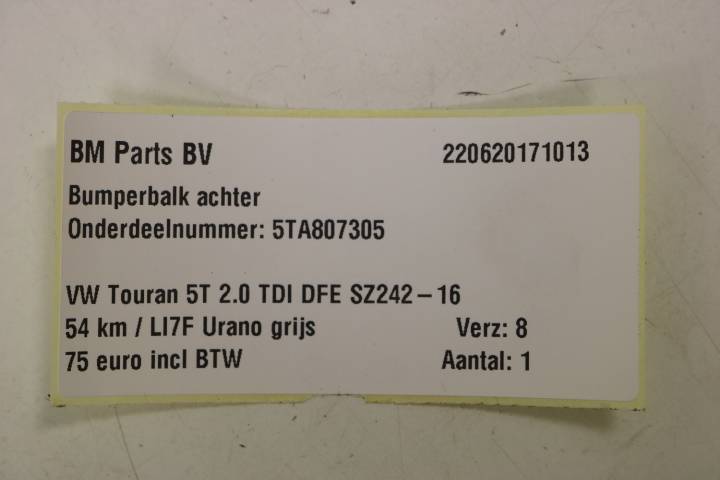 BM Parts BV 220620171013
Bumperbalk achter
Onderdeelnummer: 5TA807305
VW Touran 5T 2.0 TDI DFE SZ242-16
54 km / LI7F Urano grijs Verz: 8
75 euro incl BTW Aantal: 1